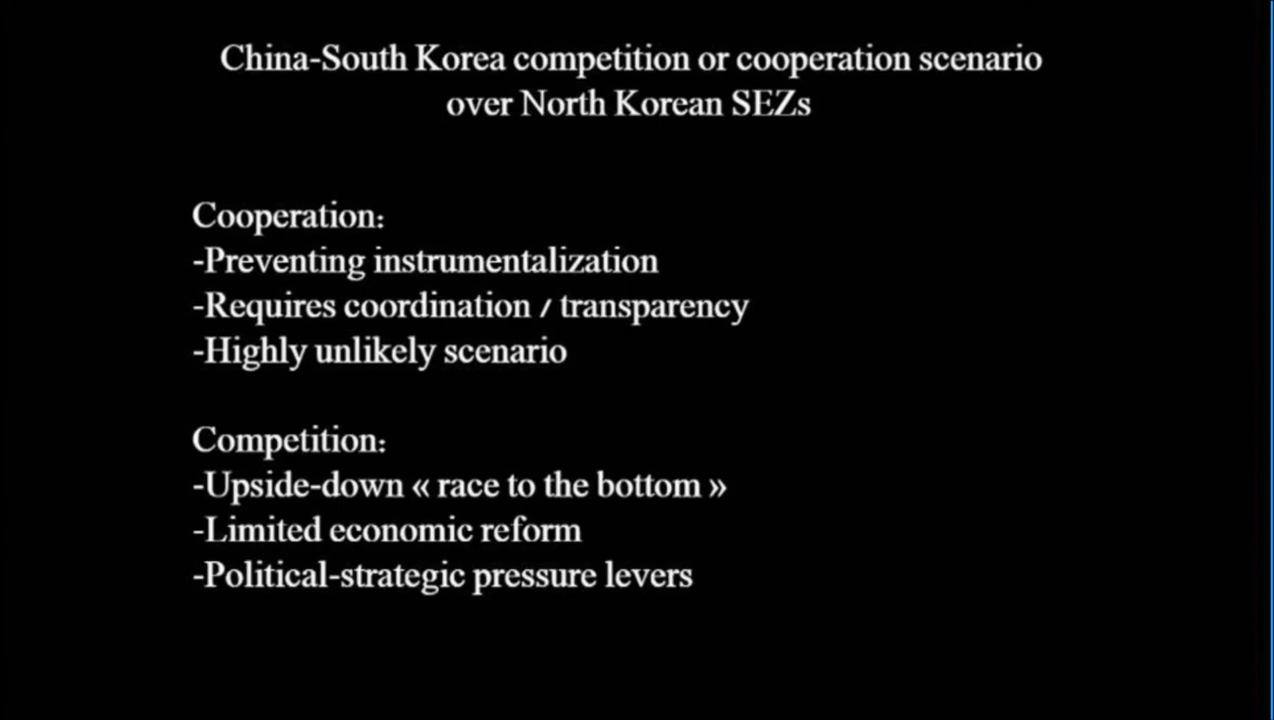 China-South Korea competition or cooperation scenario
over North Korean SEZs
Cooperation:
-Preventing instrumentalization
-Requires coordination / transparency
-Highly unlikely scenario
Competition:
-Upside-down « race to the bottom »
-Limited economic reform
-Political-strategic pressure levers